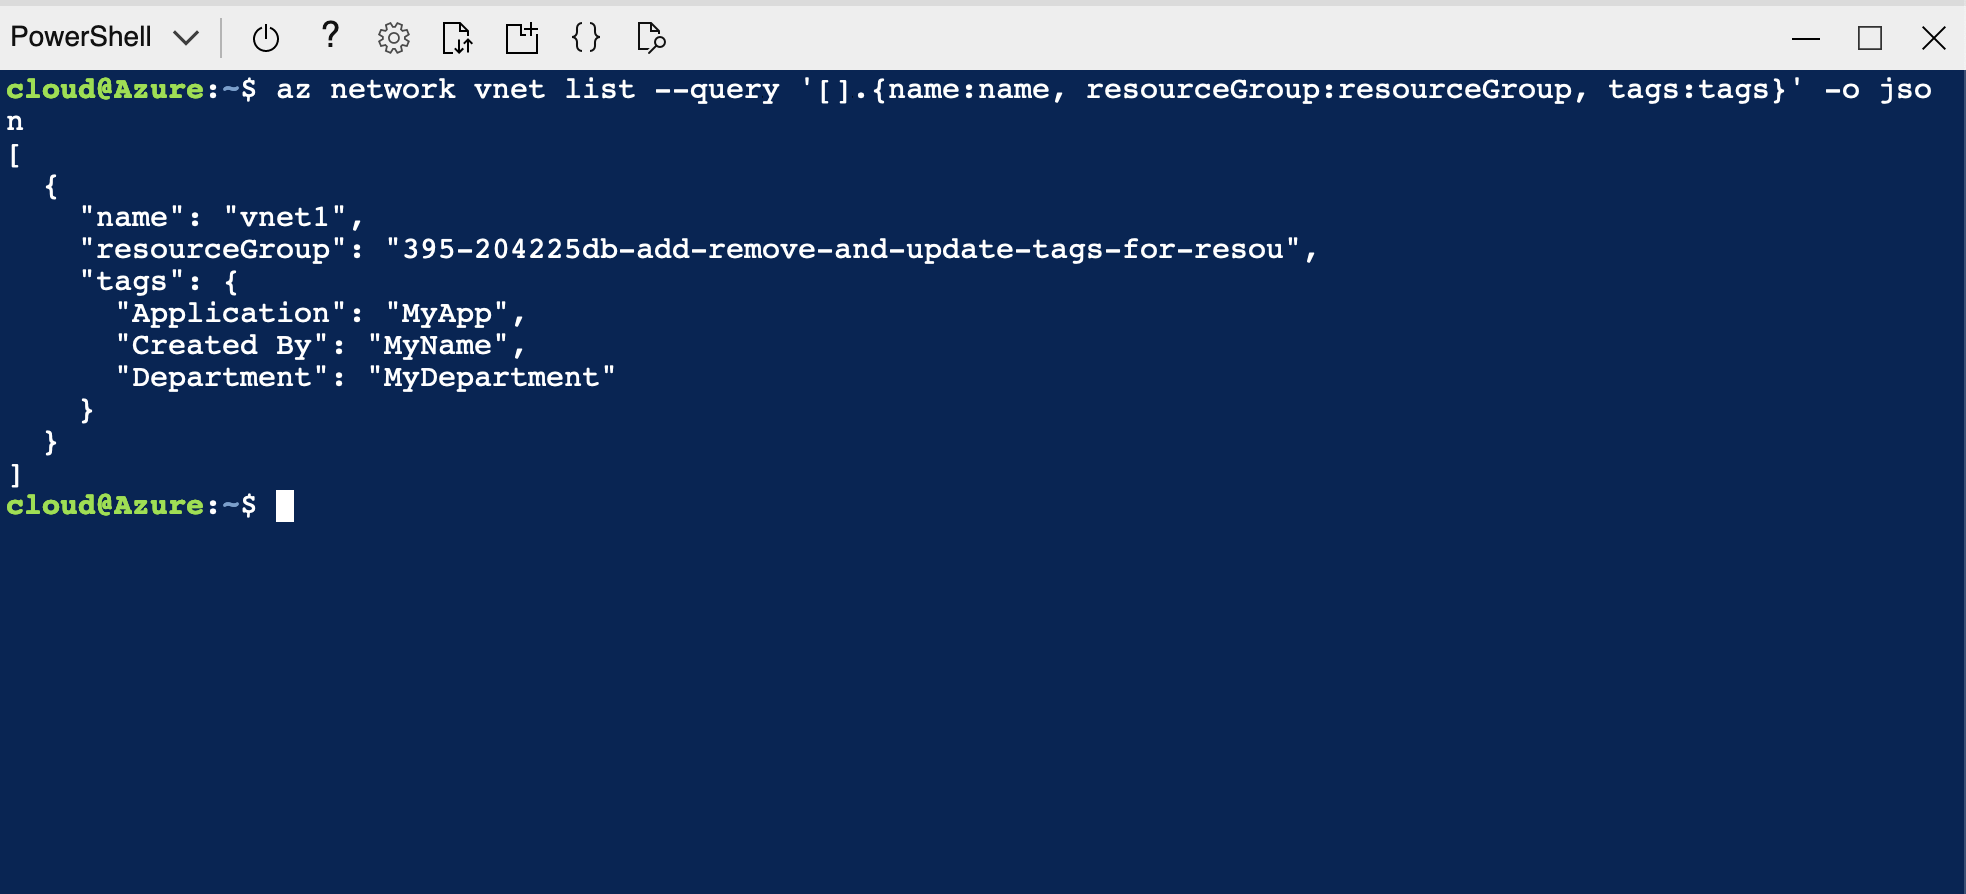 PowerShell
?
{}
cloud@Azure:~$ az network vnet list --query '[].{name:name, resourceGroup:resourceGroup, tags:tags}' -o jso
n
[
  {
    "name": "vnet1",
    "resourceGroup": "395-204225db-add-remove-and-update-tags-for-resou",
    "tags": {
      "Application": "MyApp",
      "Created By": "MyName",
      "Department": "MyDepartment"
    }
  }
]
cloud@Azure:~$